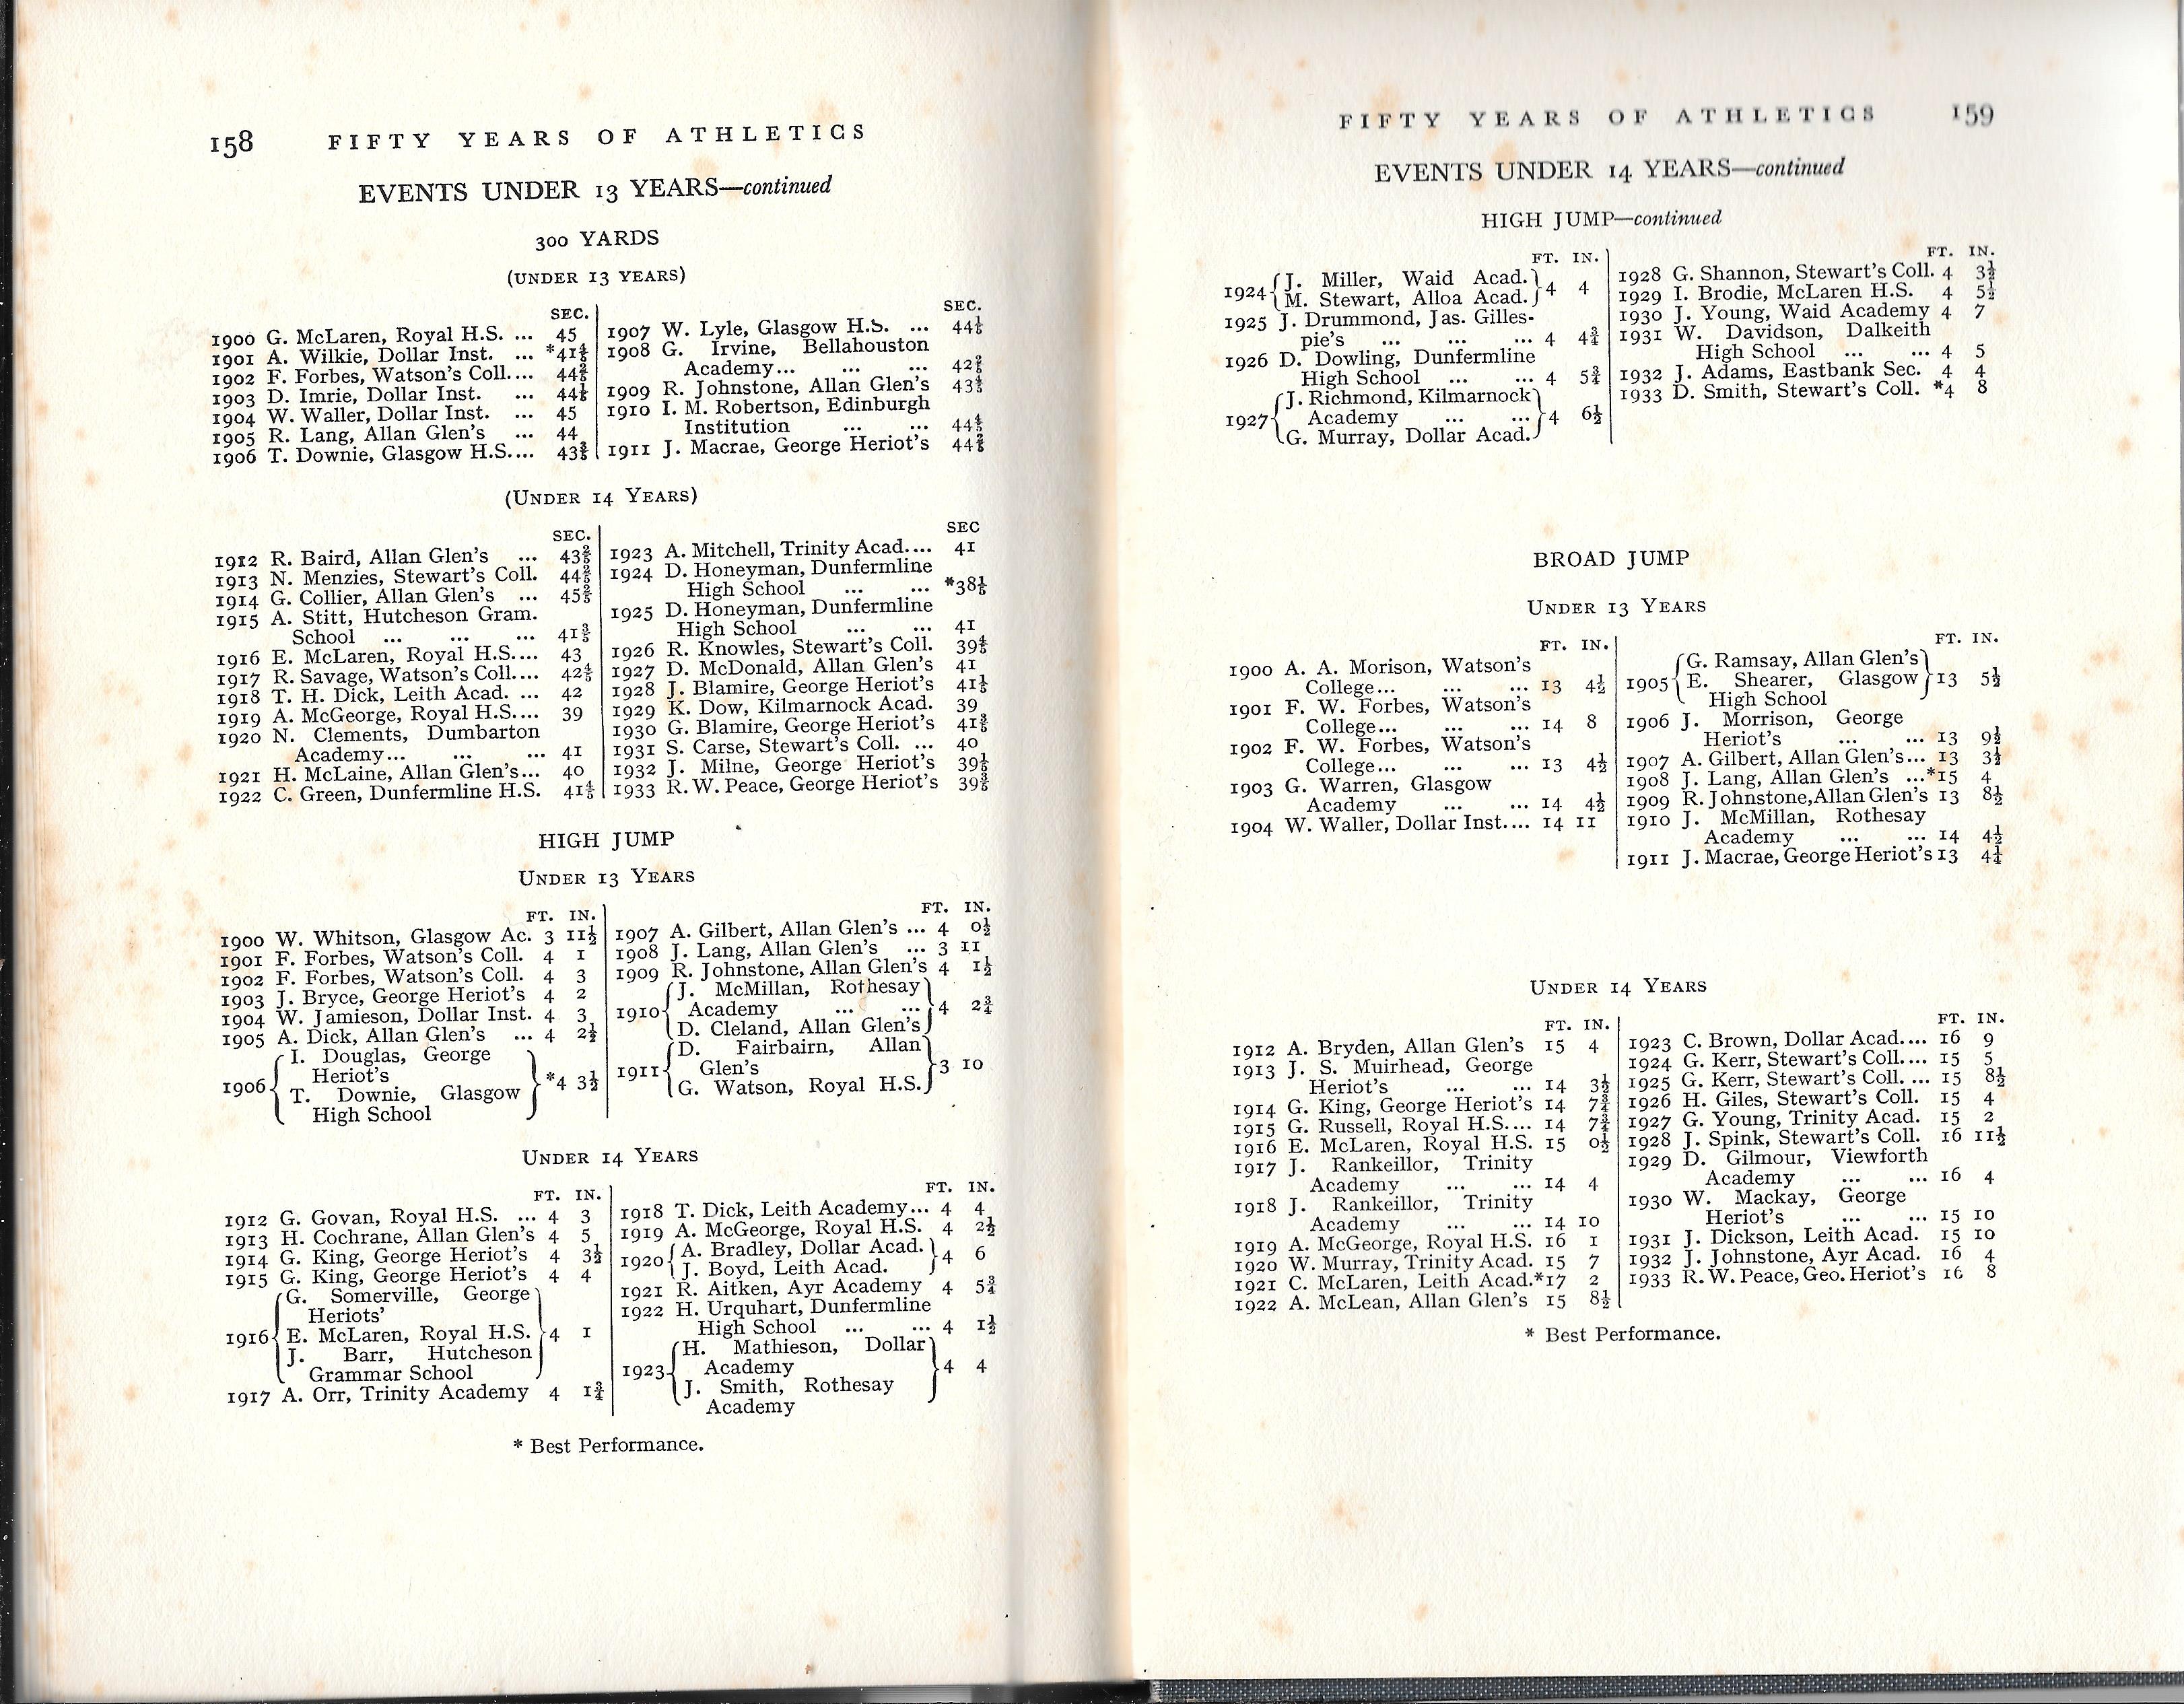 158 FIFTY YEARS OF ATHLETICS
EVENTS UNDER 13 YEARS—continued
300 YARDS
(UNDER 13 YEARS)
SEC.
1900 G. McLaren, Royal H.S. ... 45
1901 A. Wilkie, Dollar Inst. ... *41⅘
1902 F. Forbes, Watson's Coll.... 44⅗
1903 D. Imrie, Dollar Inst. ... 44⅕
1904 W. Waller, Dollar Inst. ... 45
1905 R. Lang, Allan Glen's ... 44
1906 T. Downie, Glasgow H.S.... 43⅗
SEC.
1907 W. Lyle, Glasgow H.S. ... 44⅕
1908 G. Irvine, Bellahouston
Academy... ... ... 42⅖
1909 R. Johnstone, Allan Glen's 43⅘
1910 I. M. Robertson, Edinburgh
Institution ... ... 44⅘
1911 J. Macrae, George Heriot's 44⅖
(UNDER 14 YEARS)
SEC.
1912 R. Baird, Allan Glen's ... 43⅖
1913 N. Menzies, Stewart's Coll. 44⅖
1914 G. Collier, Allan Glen's ... 45⅖
1915 A. Stitt, Hutcheson Gram.
School ... ... ... 41⅗
1916 E. McLaren, Royal H.S.... 43
1917 R. Savage, Watson's Coll.... 42⅘
1918 T. H. Dick, Leith Acad. ... 42
1919 A. McGeorge, Royal H.S.... 39
1920 N. Clements, Dumbarton
Academy... ... ... 41
1921 H. McLaine, Allan Glen's... 40
1922 C. Green, Dunfermline H.S. 41⅘
SEC
1923 A. Mitchell, Trinity Acad.... 41
1924 D. Honeyman, Dunfermline
High School ... ... *38⅕
1925 D. Honeyman, Dunfermline
High School ... ... 41
1926 R. Knowles, Stewart's Coll. 39⅘
1927 D. McDonald, Allan Glen's 41
1928 J. Blamire, George Heriot's 41⅕
1929 K. Dow, Kilmarnock Acad. 39
1930 G. Blamire, George Heriot's 41⅗
1931 S. Carse, Stewart's Coll. ... 40
1932 J. Milne, George Heriot's 39⅕
1933 R. W. Peace, George Heriot's 39⅗
HIGH JUMP
UNDER 13 YEARS
FT. IN.
1900 W. Whitson, Glasgow Ac. 3 11½
1901 F. Forbes, Watson's Coll. 4 1
1902 F. Forbes, Watson's Coll. 4 3
1903 J. Bryce, George Heriot's 4 2
1904 W. Jamieson, Dollar Inst. 4 3
1905 A. Dick, Allan Glen's ... 4 2½
I. Douglas, George
Heriot's
1906 *4 3½
T. Downie, Glasgow
High School
FT. IN.
1907 A. Gilbert, Allan Glen's ... 4 0½
1908 J. Lang, Allan Glen's ... 3 11
1909 R. Johnstone, Allan Glen's 4 1½
J. McMillan, Rothesay
1910 Academy ... ... 4 2¾
D. Cleland, Allan Glen's
D. Fairbairn, Allan
1911 Glen's 3 10
G. Watson, Royal H.S.
UNDER 14 YEARS
FT. IN.
1912 G. Govan, Royal H.S. ... 4 3
1913 H. Cochrane, Allan Glen's 4 5
1914 G. King, George Heriot's 4 3½
1915 G. King, George Heriot's 4 4
G. Somerville, George
Heriots'
1916 E. McLaren, Royal H.S. 4 1
J. Barr, Hutcheson
Grammar School
1917 A. Orr, Trinity Academy 4 1¾
FT. IN.
1918 T. Dick, Leith Academy... 4 4
1919 A. McGeorge, Royal H.S. 4 2½
1920 A. Bradley, Dollar Acad. 4 6
J. Boyd, Leith Acad.
1921 R. Aitken, Ayr Academy 4 5¾
1922 H. Urquhart, Dunfermline
High School ... ... 4 1½
H. Mathieson, Dollar
1923 Academy 4 4
J. Smith, Rothesay
Academy
* Best Performance.
FIFTY YEARS OF ATHLETICS 159
EVENTS UNDER 14 YEARS—continued
HIGH JUMP—continued
FT. IN.
1924 J. Miller, Waid Acad. 4 4
M. Stewart, Alloa Acad.
1925 J. Drummond, Jas. Gilles-
pie's ... ... ... 4 4¾
1926 D. Dowling, Dunfermline
High School ... ... 4 5¾
J. Richmond, Kilmarnock
1927 Academy ... ... 4 6½
G. Murray, Dollar Acad.
FT. IN.
1928 G. Shannon, Stewart's Coll. 4 3½
1929 I. Brodie, McLaren H.S. 4 5½
1930 J. Young, Waid Academy 4 7
1931 W. Davidson, Dalkeith
High School ... ... 4 5
1932 J. Adams, Eastbank Sec. 4 4
1933 D. Smith, Stewart's Coll. *4 8
BROAD JUMP
UNDER 13 YEARS
FT. IN.
1900 A. A. Morison, Watson's
College... ... ... 13 4½
1901 F. W. Forbes, Watson's
College... ... ... 14 8
1902 F. W. Forbes, Watson's
College... ... ... 13 4½
1903 G. Warren, Glasgow
Academy ... ... 14 4½
1904 W. Waller, Dollar Inst.... 14 11
FT. IN.
G. Ramsay, Allan Glen's
1905 E. Shearer, Glasgow 13 5½
High School
1906 J. Morrison, George
Heriot's ... ... 13 9½
1907 A. Gilbert, Allan Glen's... 13 3½
1908 J. Lang, Allan Glen's ...*15 4
1909 R. Johnstone, Allan Glen's 13 8½
1910 J. McMillan, Rothesay
Academy ... ... 14 4½
1911 J. Macrae, George Heriot's 13 4¼
UNDER 14 YEARS
FT. IN.
1912 A. Bryden, Allan Glen's 15 4
1913 J. S. Muirhead, George
Heriot's ... ... 14 3½
1914 G. King, George Heriot's 14 7¾
1915 G. Russell, Royal H.S.... 14 7¾
1916 E. McLaren, Royal H.S. 15 0½
1917 J. Rankeillor, Trinity
Academy ... ... 14 4
1918 J. Rankeillor, Trinity
Academy ... ... 14 10
1919 A. McGeorge, Royal H.S. 16 1
1920 W. Murray, Trinity Acad. 15 7
1921 C. McLaren, Leith Acad.*17 2
1922 A. McLean, Allan Glen's 15 8½
FT. IN.
1923 C. Brown, Dollar Acad.... 16 9
1924 G. Kerr, Stewart's Coll.... 15 5
1925 G. Kerr, Stewart's Coll. ... 15 8½
1926 H. Giles, Stewart's Coll. 15 4
1927 G. Young, Trinity Acad. 15 2
1928 J. Spink, Stewart's Coll. 16 11½
1929 D. Gilmour, Viewforth
Academy ... ... 16 4
1930 W. Mackay, George
Heriot's ... ... 15 10
1931 J. Dickson, Leith Acad. 15 10
1932 J. Johnstone, Ayr Acad. 16 4
1933 R. W. Peace, Geo. Heriot's 16 8
* Best Performance.